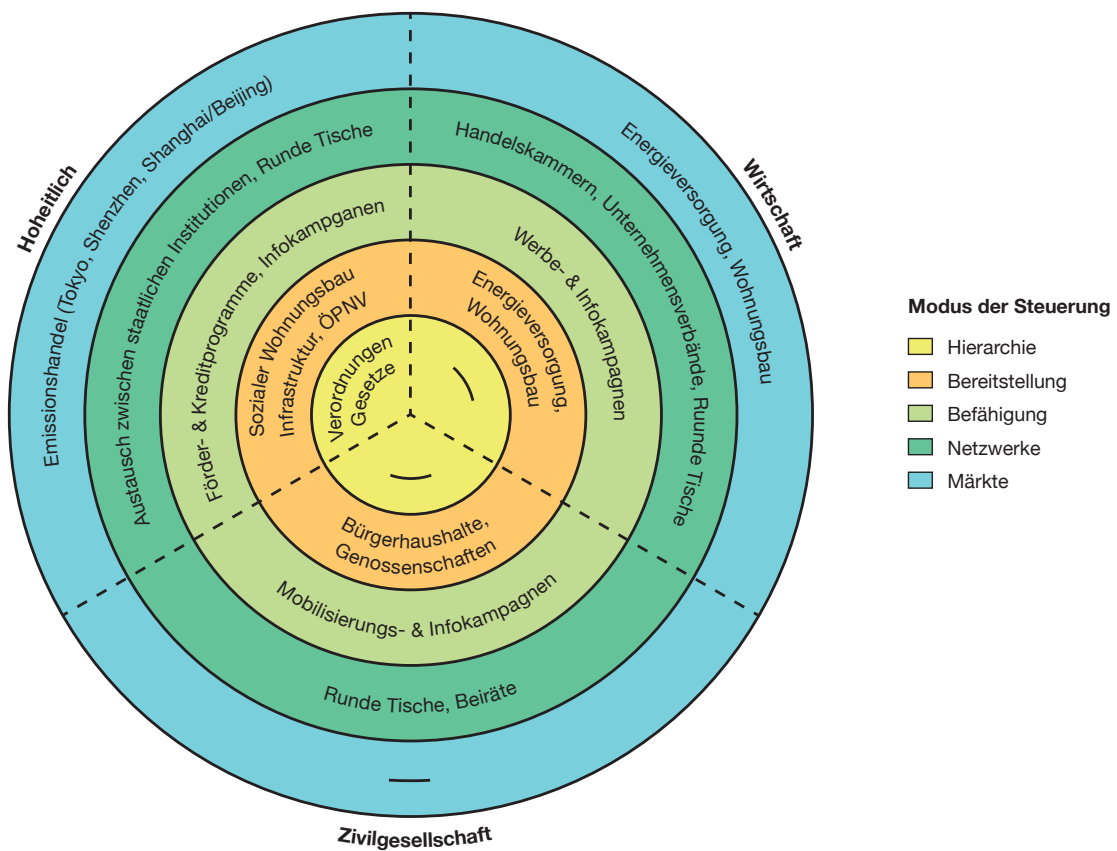 Hoheitlich
Wirtschaft
Zivilgesellschaft
Emissionshandel (Tokyo, Shenzhen, Shanghai/Beijing)
Austausch zwischen staatlichen Institutionen, Runde Tische
Förder- & Kreditprogramme, Infokampganen
Sozialer Wohnungsbau
Infrastruktur, ÖPNV
Verordnungen
Gesetze
Energieversorgung, Wohnungsbau
Handelskammern, Unternehmensverbände, Ruunde Tische
Werbe- & Infokampagnen
Energieversorgung,
Wohnungsbau
Bürgerhaushalte,
Genossenschaften
Mobilisierungs- & Infokampagnen
Runde Tische, Beiräte
Modus der Steuerung
Hierarchie
Bereitstellung
Befähigung
Netzwerke
Märkte